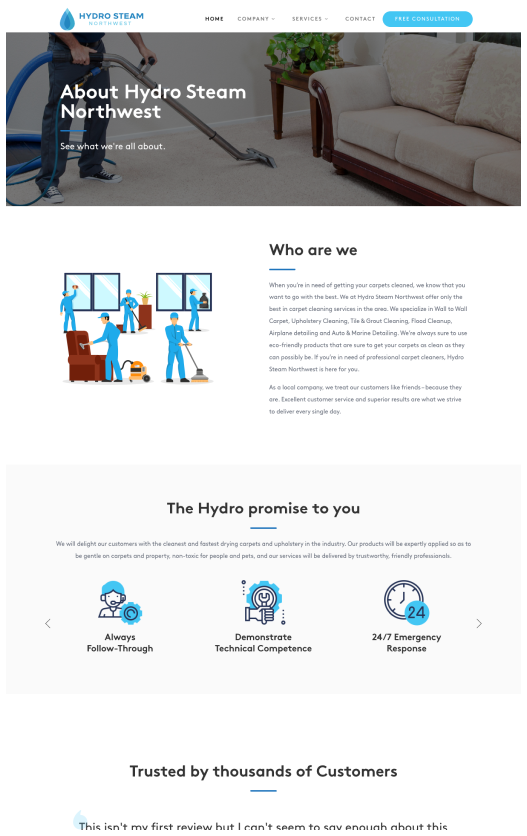 HYDRO STEAM
NORTHWEST
HOME COMPANY SERVICES CONTACT FREE CONSULTATION
About Hydro Steam
Northwest
See what we're all about.
Who are we
When you're in need of getting your carpets cleaned, we know that you
want to go with the best. We at Hydro Steam Northwest offer only the
best in carpet cleaning services in the area. We specialize in Wall to Wall
Carpet, Upholstery Cleaning, Tile & Grout Cleaning, Flood Cleanup,
Airplane detailing and Auto & Marine Detailing. We're always sure to use
eco-friendly products that are sure to get your carpets as clean as they
can possibly be. If you're in need of professional carpet cleaners, Hydro
Steam Northwest is here for you.
As a local company, we treat our customers like friends – because they
are. Excellent customer service and superior results are what we strive
to deliver every single day.
The Hydro promise to you
We will delight our customers with the cleanest and fastest drying carpets and upholstery in the industry. Our products will be expertly applied so as to
be gentle on carpets and property, non-toxic for people and pets, and our services will be delivered by trustworthy, friendly professionals.
24
Always
Follow-Through
Demonstrate
Technical Competence
24/7 Emergency
Response
Trusted by thousands of Customers
This isn't my first review but I can't seem to say enough about this